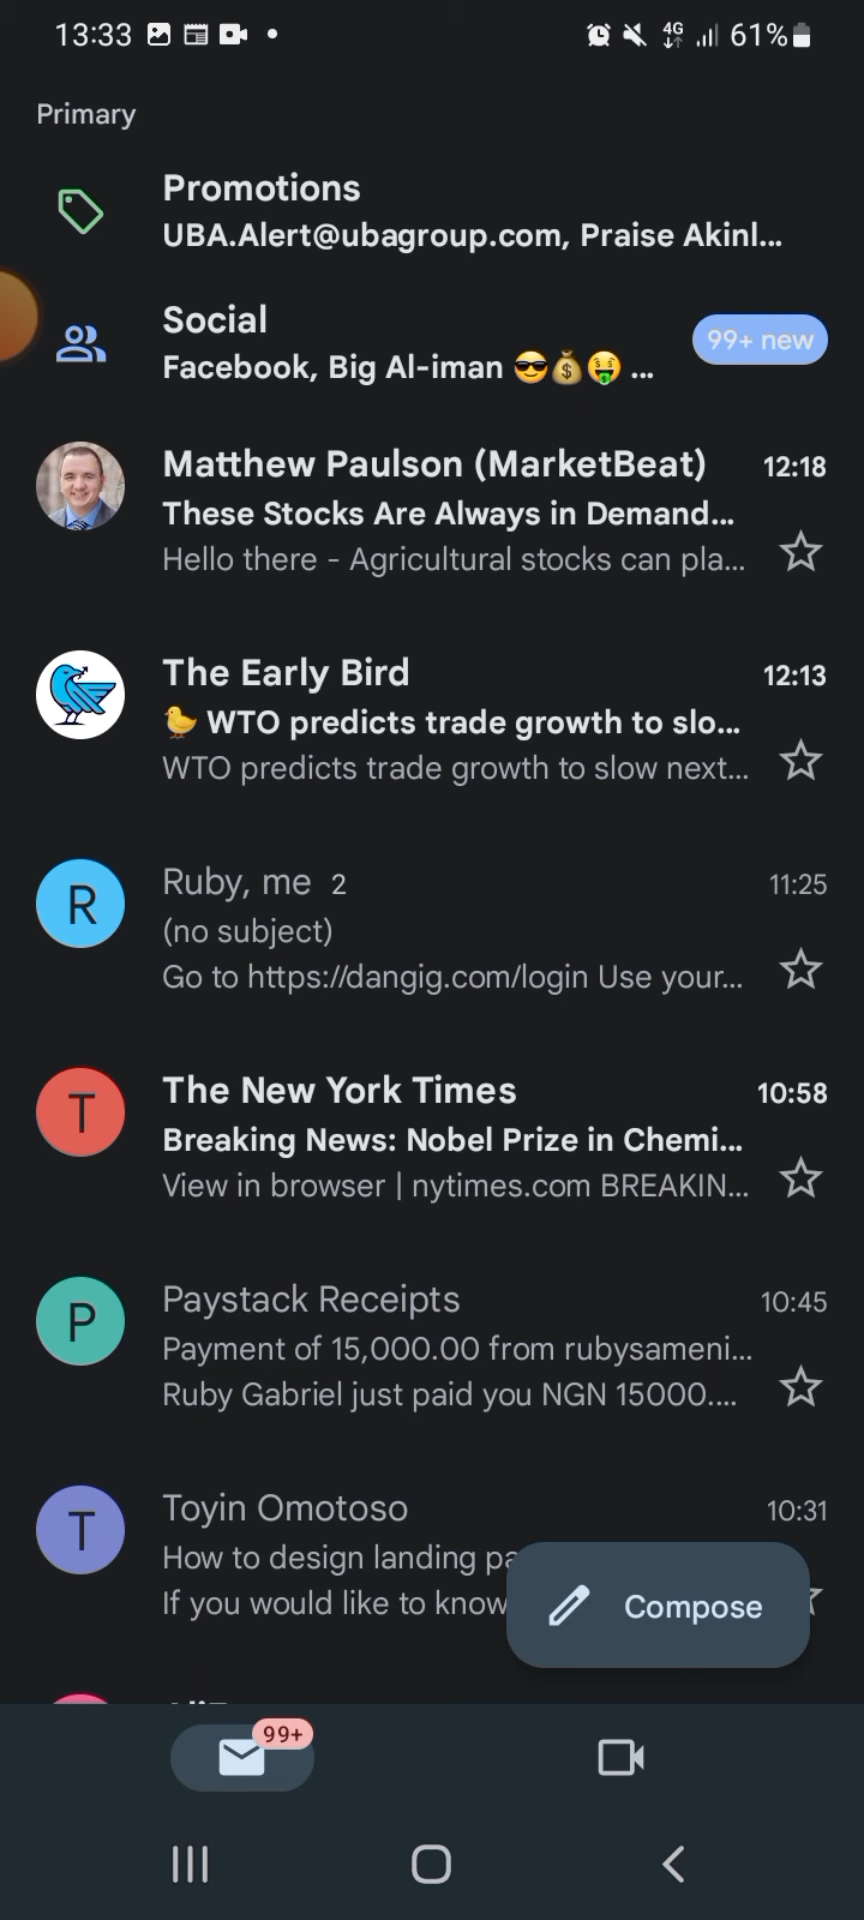 13:33 4G 61%
Primary
Promotions
UBA.Alert@ubagroup.com, Praise Akinl...
Social
99+ new
Facebook, Big Al-iman 😎💰🤑 ...
Matthew Paulson (MarketBeat) 12:18
These Stocks Are Always in Demand...
Hello there - Agricultural stocks can pla...
The Early Bird 12:13
🐤 WTO predicts trade growth to slo...
WTO predicts trade growth to slow next...
R
Ruby, me 2 11:25
(no subject)
Go to https://dangig.com/login Use your...
T
The New York Times 10:58
Breaking News: Nobel Prize in Chemi...
View in browser | nytimes.com BREAKIN...
P
Paystack Receipts 10:45
Payment of 15,000.00 from rubysameni...
Ruby Gabriel just paid you NGN 15000....
T
Toyin Omotoso 10:31
How to design landing pa
If you would like to know
Compose
99+